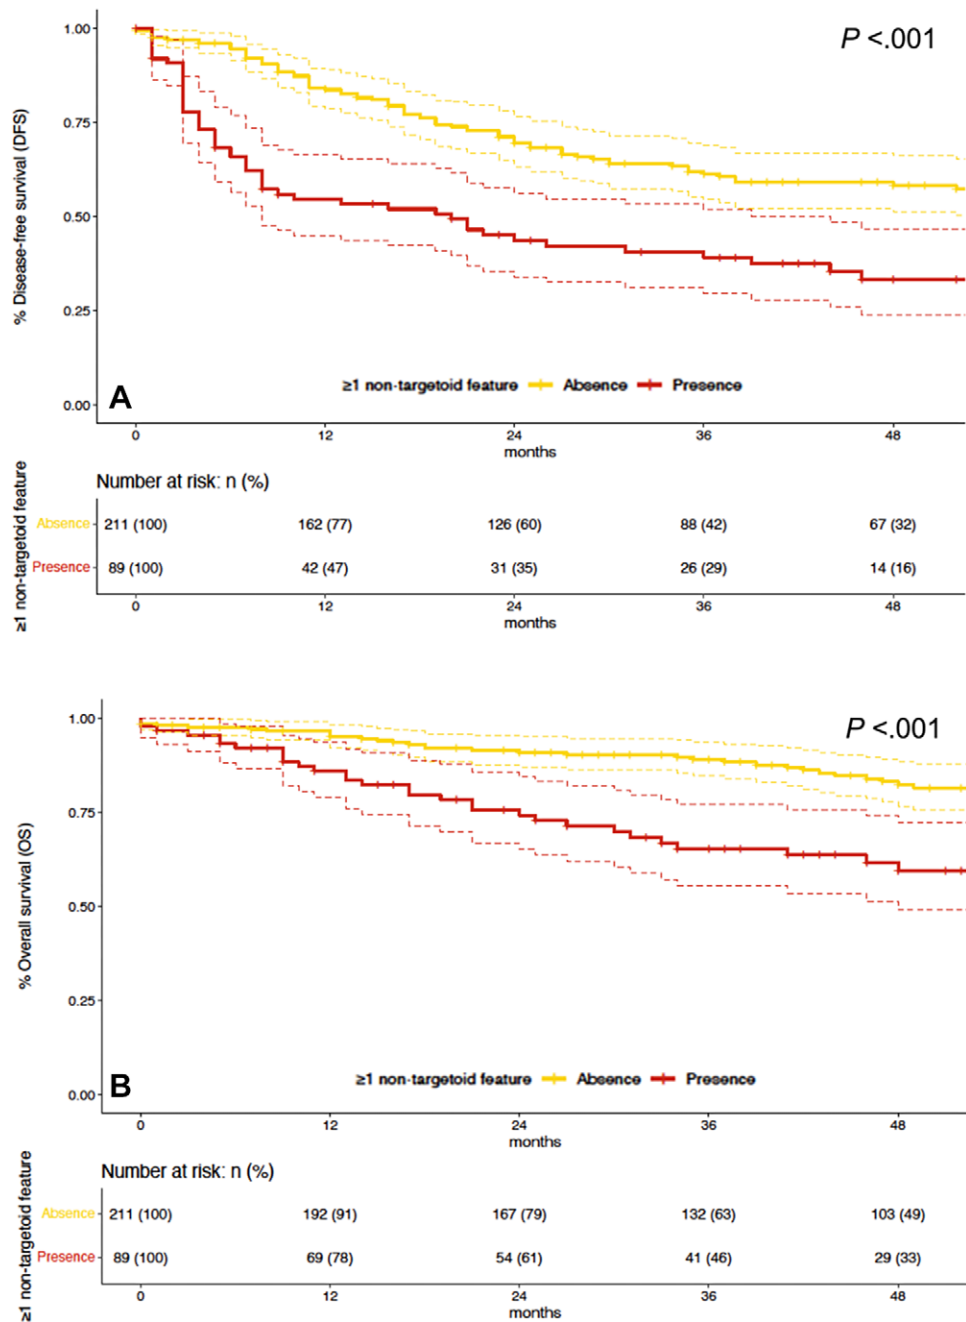 P <.001
% Disease-free survival (DFS)
1.00
0.75
0.50
0.25
0.00
A
≥1 non-targetoid feature Absence Presence
0 12 24 36 48
months
≥1 non-targetoid feature
Number at risk: n (%)
Absence 211 (100) 162 (77) 126 (60) 88 (42) 67 (32)
Presence 89 (100) 42 (47) 31 (35) 26 (29) 14 (16)
0 12 24 36 48
months
P <.001
% Overall survival (OS)
1.00
0.75
0.50
0.25
0.00
B
≥1 non-targetoid feature Absence Presence
0 12 24 36 48
months
≥1 non-targetoid feature
Number at risk: n (%)
Absence 211 (100) 192 (91) 167 (79) 132 (63) 103 (49)
Presence 89 (100) 69 (78) 54 (61) 41 (46) 29 (33)
0 12 24 36 48
months